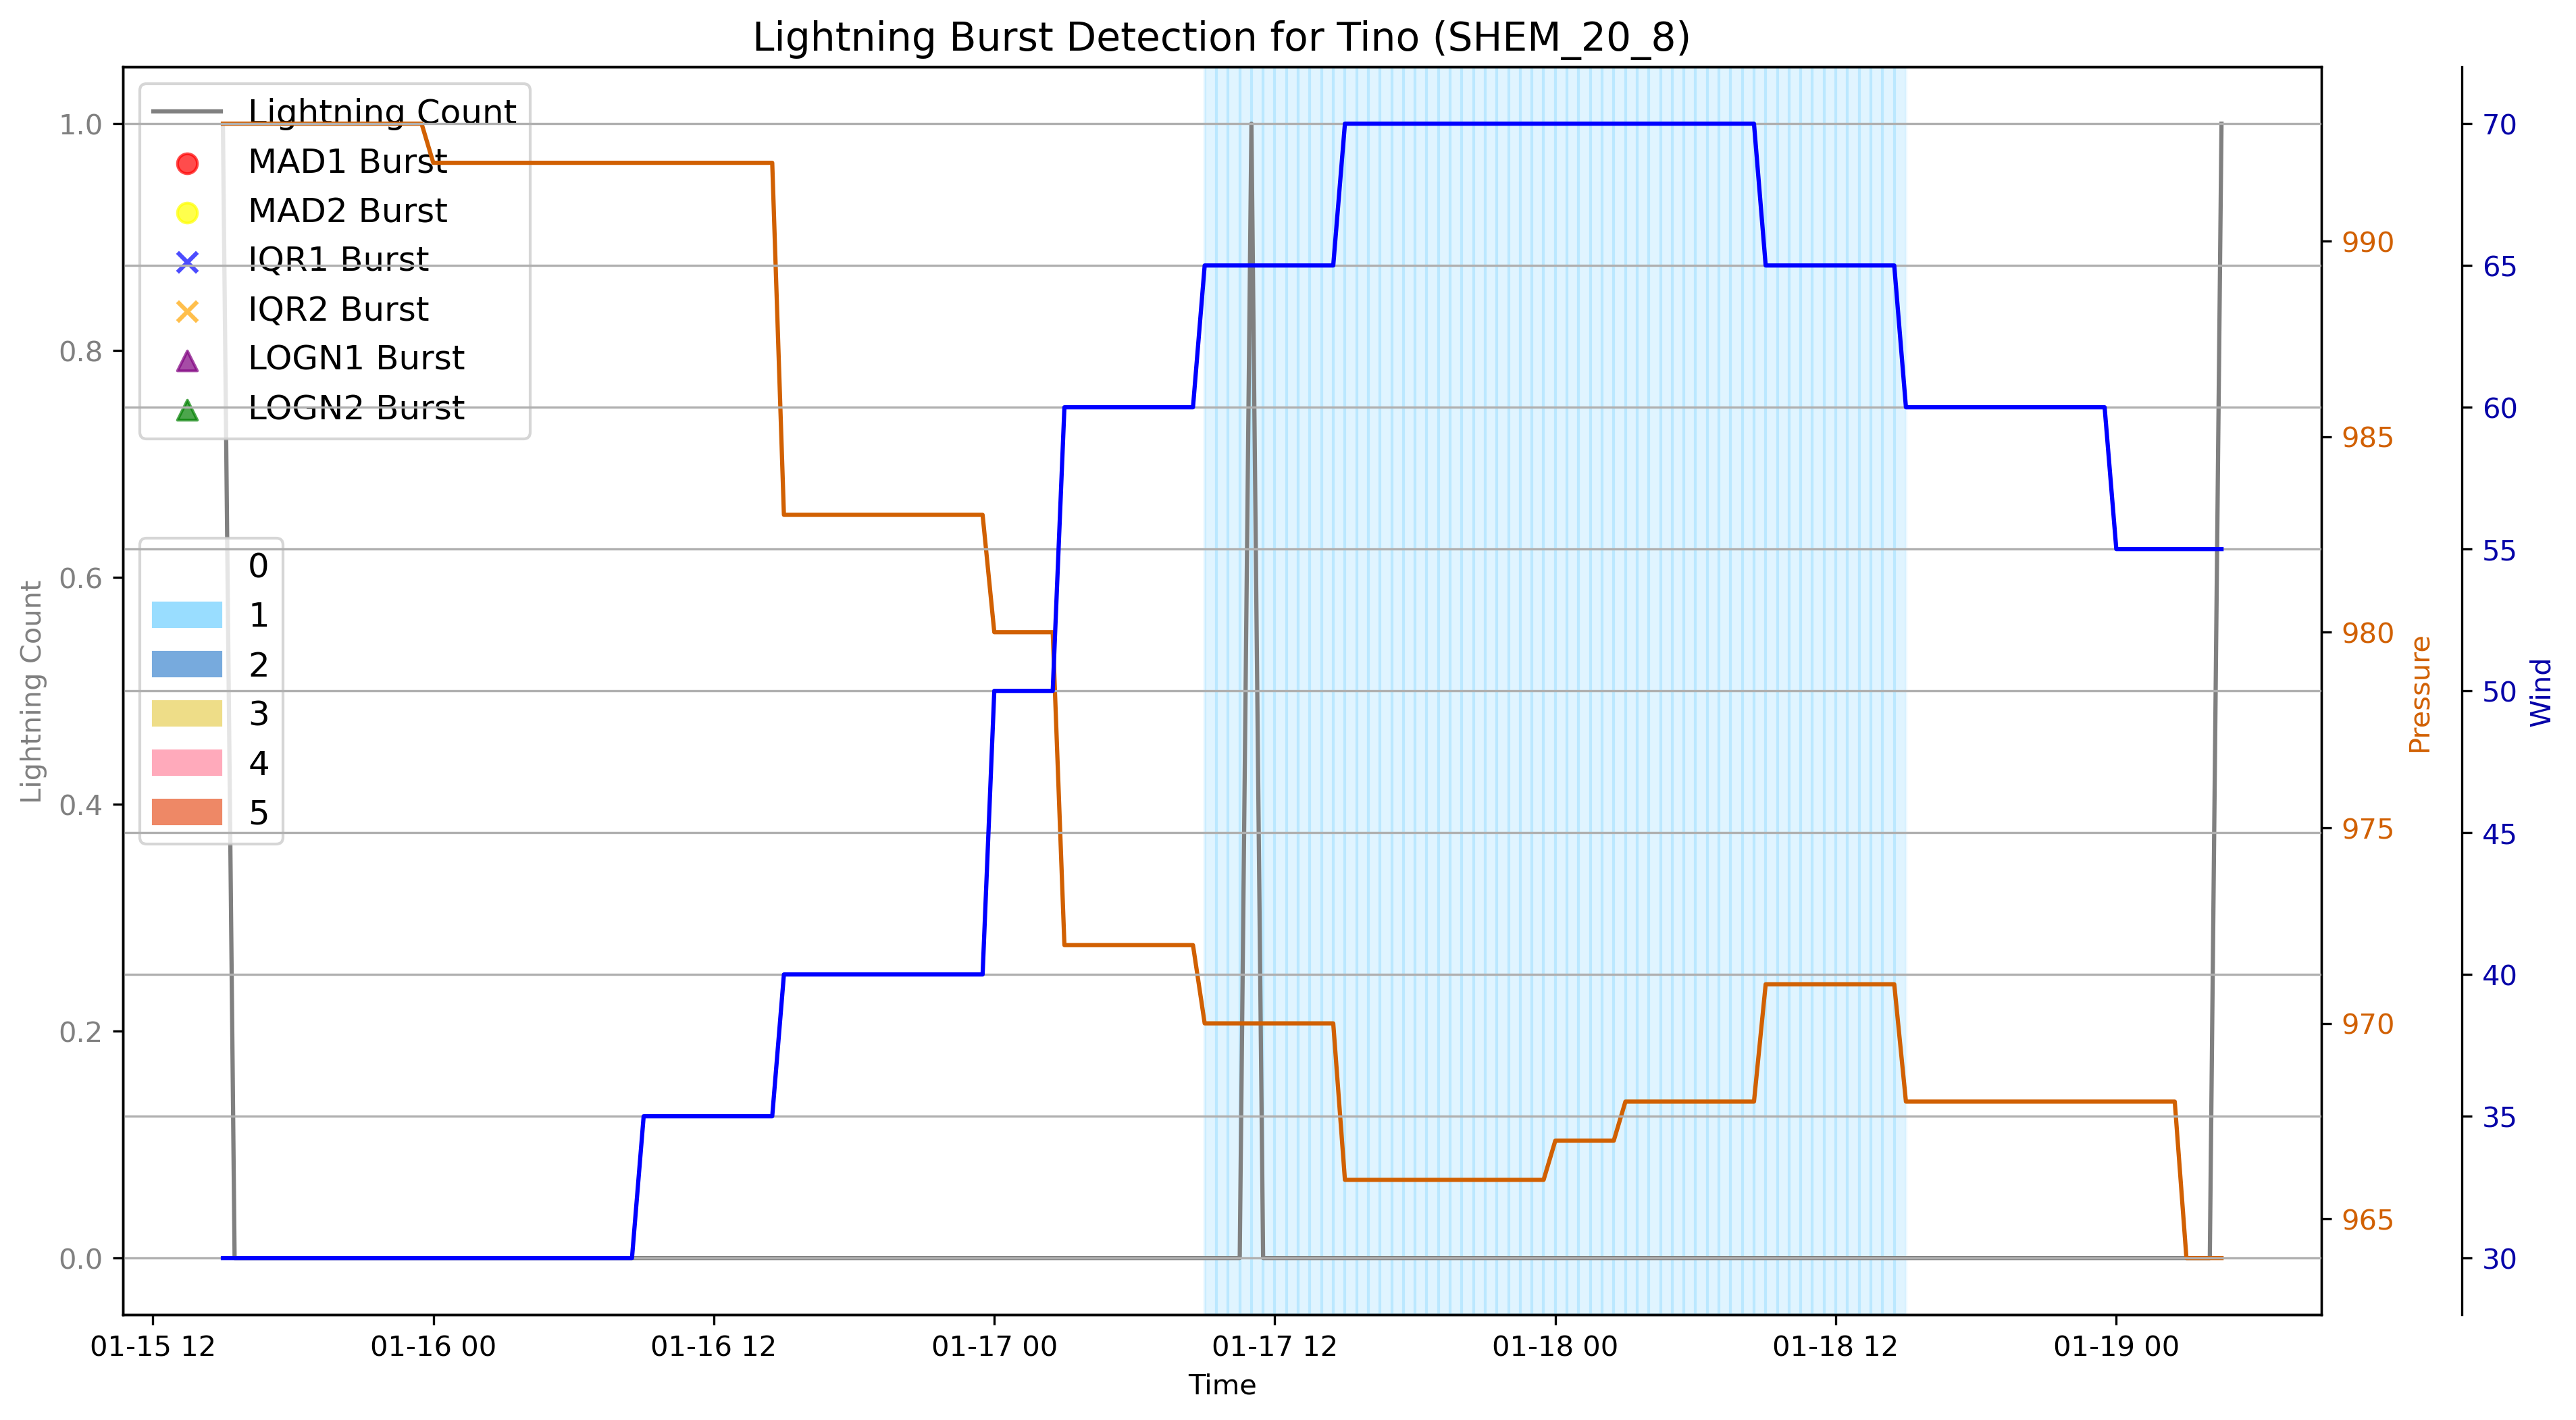 Lightning Burst Detection for Tino (SHEM_20_8)
Lightning Count
MAD1 Burst
MAD2 Burst
IQR1 Burst
IQR2 Burst
LOGN1 Burst
LOGN2 Burst
0
1
2
3
4
5
1.0
0.8
0.6
0.4
0.2
0.0
Lightning Count
990
985
980
975
970
965
Pressure
70
65
60
55
50
45
40
35
30
Wind
01-15 12
01-16 00
01-16 12
01-17 00
01-17 12
01-18 00
01-18 12
01-19 00
Time